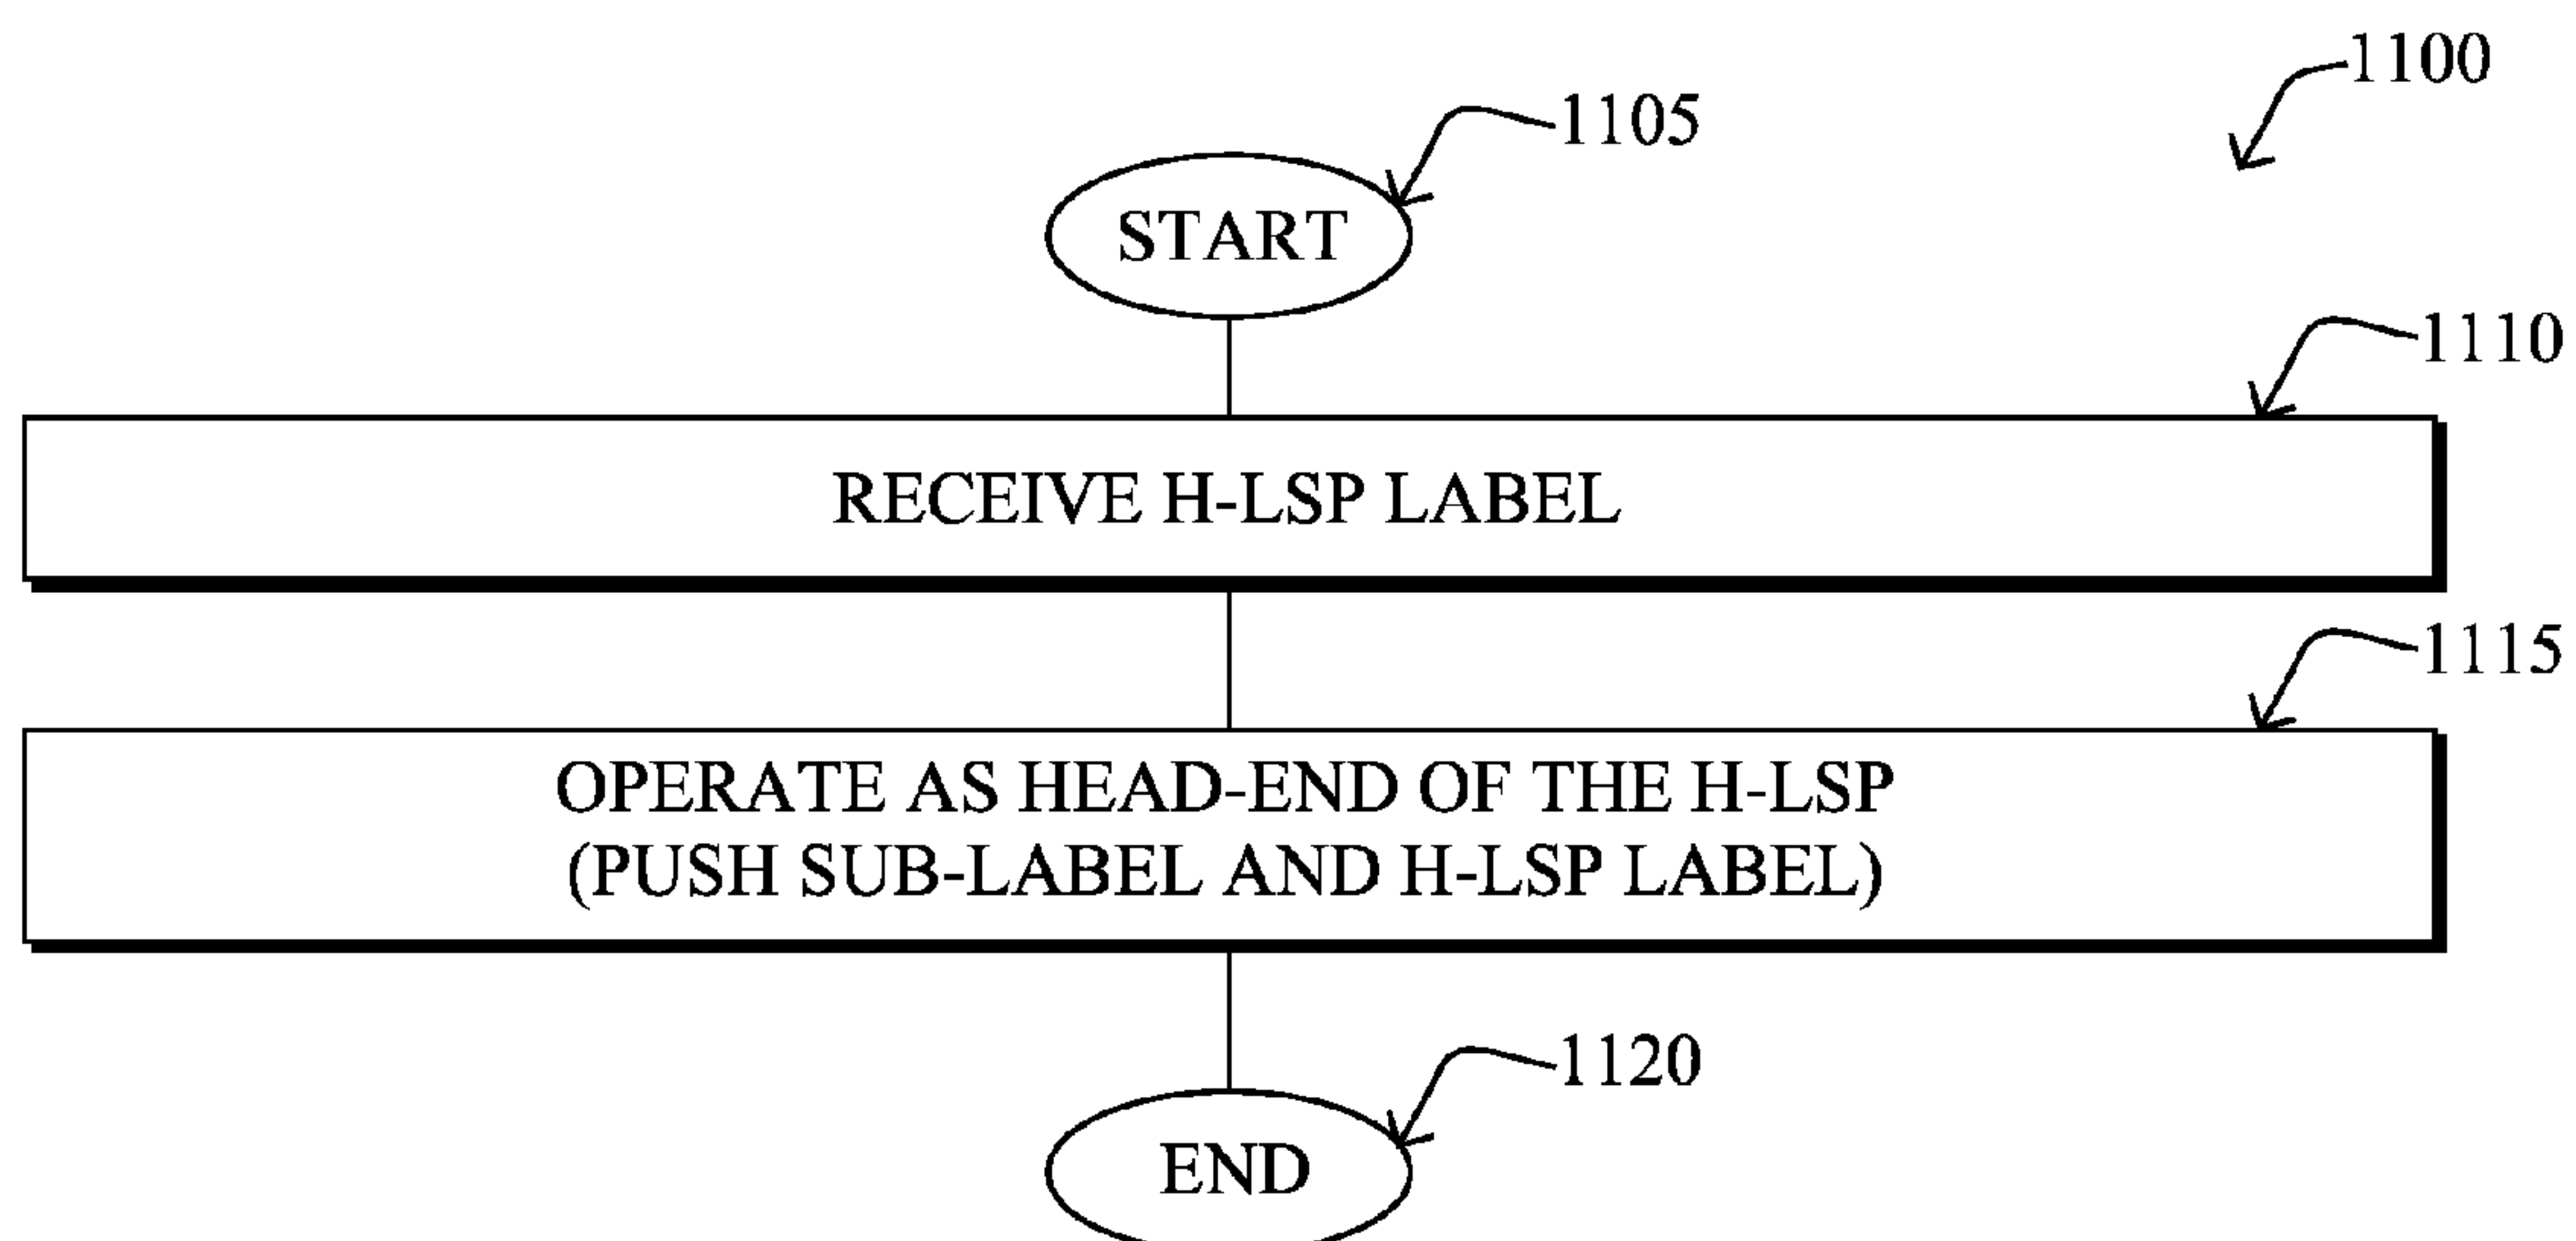 1100
1105
START
1110
RECEIVE H-LSP LABEL
1115
OPERATE AS HEAD-END OF THE H-LSP
(PUSH SUB-LABEL AND H-LSP LABEL)
1120
END